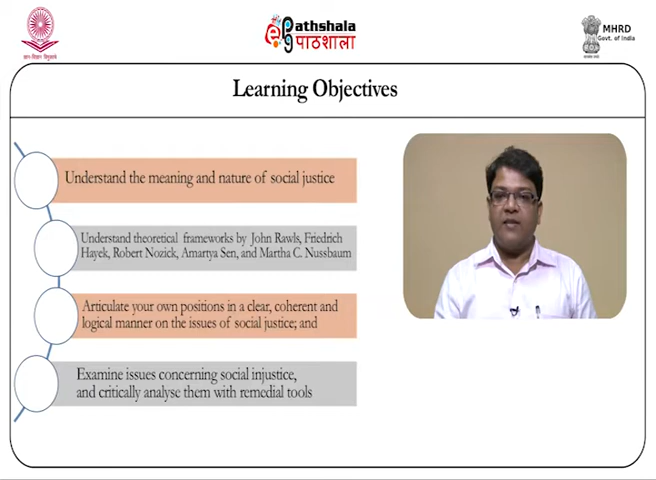 ePathshala
पाठशाला
MHRD
Govt. of India
Learning Objectives
Understand the meaning and nature of social justice
Understand theoretical frameworks by John Rawls, Friedrich
Hayek, Robert Nozick, Amartya Sen, and Martha C. Nussbaum
Articulate your own positions in a clear, coherent and
logical manner on the issues of social justice; and
Examine issues concerning social injustice,
and critically analyse them with remedial tools